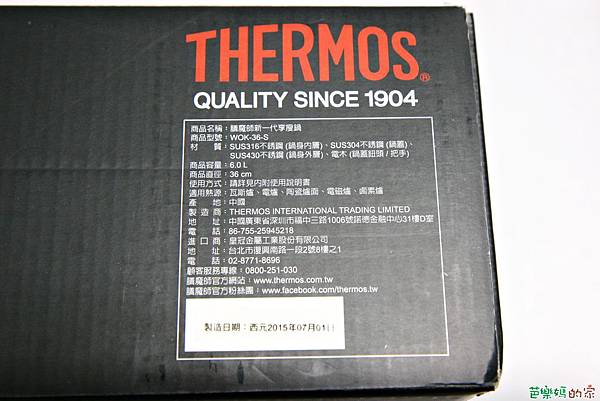 THERMOS®
QUALITY SINCE 1904
商品名稱：膳魔師新一代享瘦鍋
商品型號：WOK-36-S
材　　質：SUS316不銹鋼 (鍋身內層)、SUS304不銹鋼 (鍋蓋)、
SUS430不銹鋼 (鍋身外層)、電木 (鍋蓋鈕頭 / 把手)
商品容量：6.0 L
商品直徑：36 cm
使用方式：請詳見內附使用說明書
適用熱源：瓦斯爐、電爐、陶瓷爐面、電磁爐、鹵素爐
產　　地：中國
製 造 商：THERMOS INTERNATIONAL TRADING LIMITED
地　　址：中國廣東省深圳市福中三路1006號諾德金融中心31樓D室
電　　話：86-755-25945218
進 口 商：皇冠金屬工業股份有限公司
地　　址：台北市復興南路一段2號8樓之1
電　　話：02-8771-8696
顧客服務專線：0800-251-030
膳魔師官方網站：www.thermos.com.tw
膳魔師官方粉絲團：www.facebook.com/thermos.tw
製造日期：西元2015年07月01日
芭樂媽的家